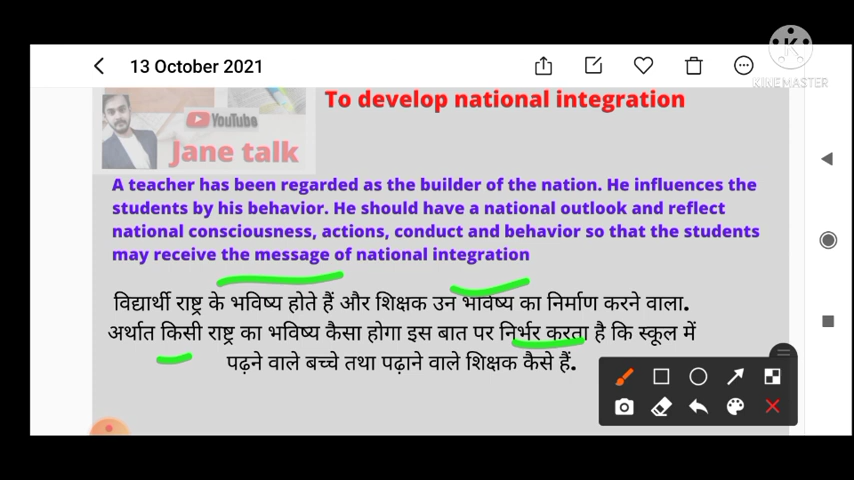 13 October 2021
KINEMASTER
To develop national integration
YouTube
Jane talk
A teacher has been regarded as the builder of the nation. He influences the
students by his behavior. He should have a national outlook and reflect
national consciousness, actions, conduct and behavior so that the students
may receive the message of national integration
विद्यार्थी राष्ट्र के भविष्य होते हैं और शिक्षक उन भविष्य का निर्माण करने वाला.
अर्थात किसी राष्ट्र का भविष्य कैसा होगा इस बात पर निर्भर करता है कि स्कूल में
पढ़ने वाले बच्चे तथा पढ़ाने वाले शिक्षक कैसे हैं.